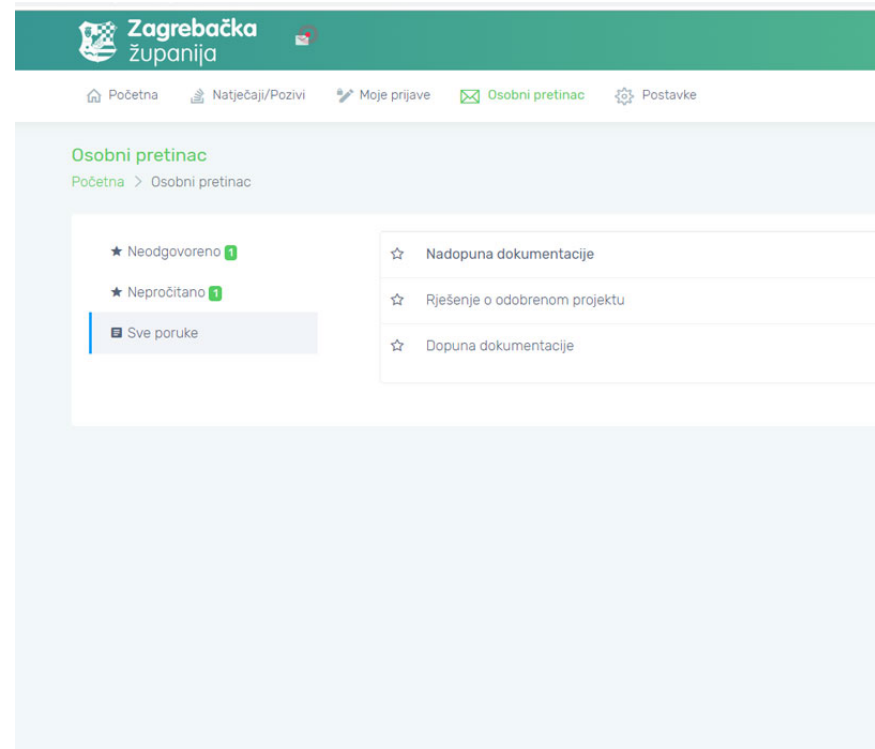 Zagrebačka
županija
Početna Natječaji/Pozivi Moje prijave Osobni pretinac Postavke
Osobni pretinac
Početna > Osobni pretinac
Neodgovoreno 1
Nepročitano 1
Sve poruke
Nadopuna dokumentacije
Rješenje o odobrenom projektu
Dopuna dokumentacije